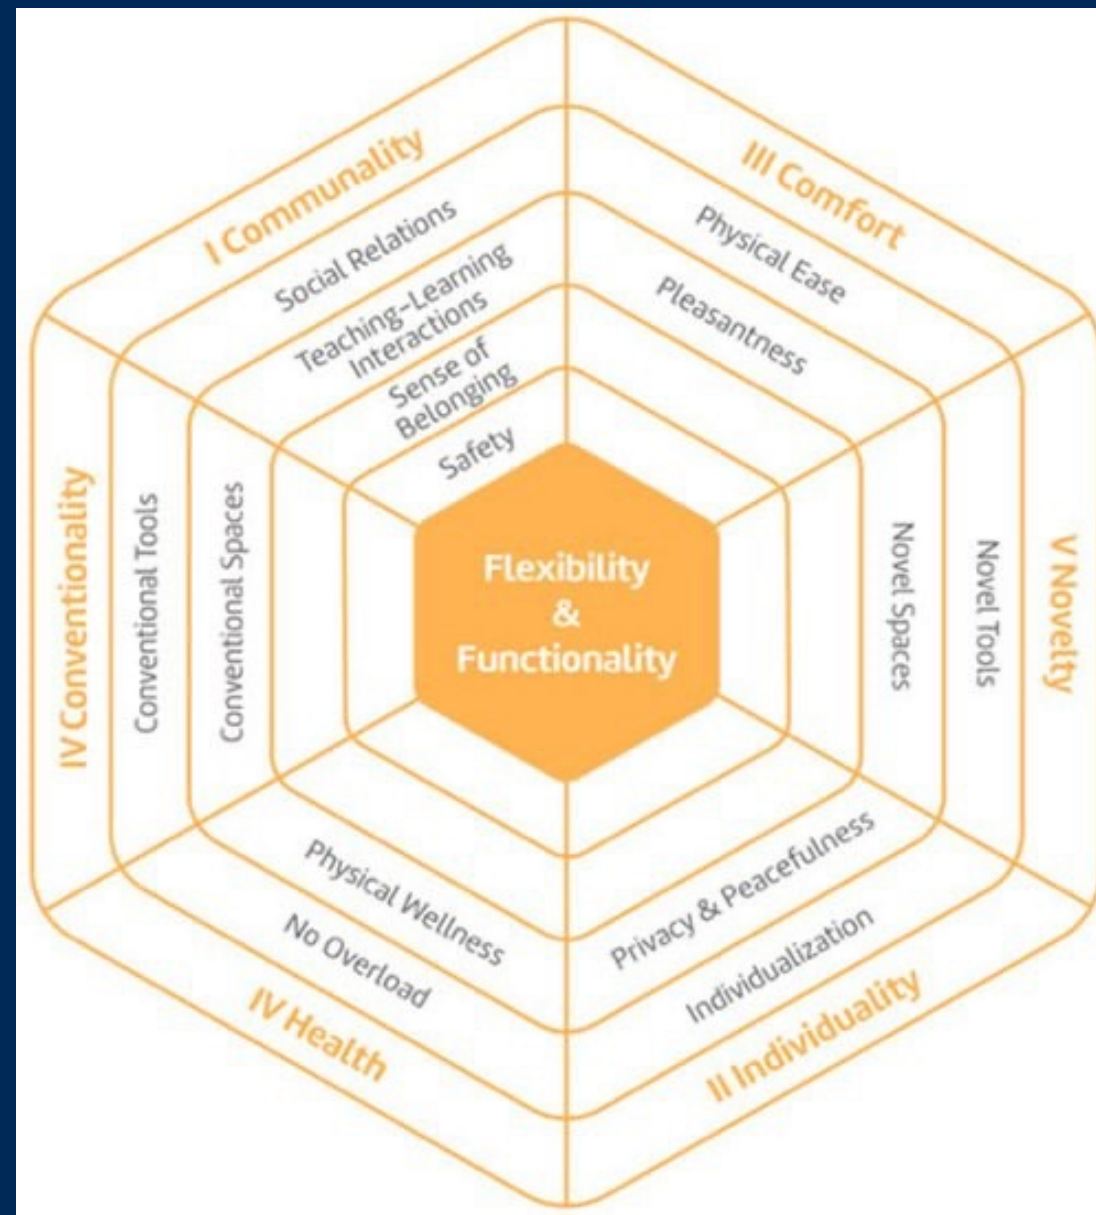 I Communality
Social Relations
Teaching-Learning
Interactions
Sense of
Belonging
Safety
III Comfort
Physical Ease
Pleasantness
V Novelty
Novel Tools
Novel Spaces
II Individuality
Individualization
Privacy & Peacefulness
IV Health
No Overload
Physical Wellness
IV Conventionality
Conventional Tools
Conventional Spaces
Flexibility
&
Functionality